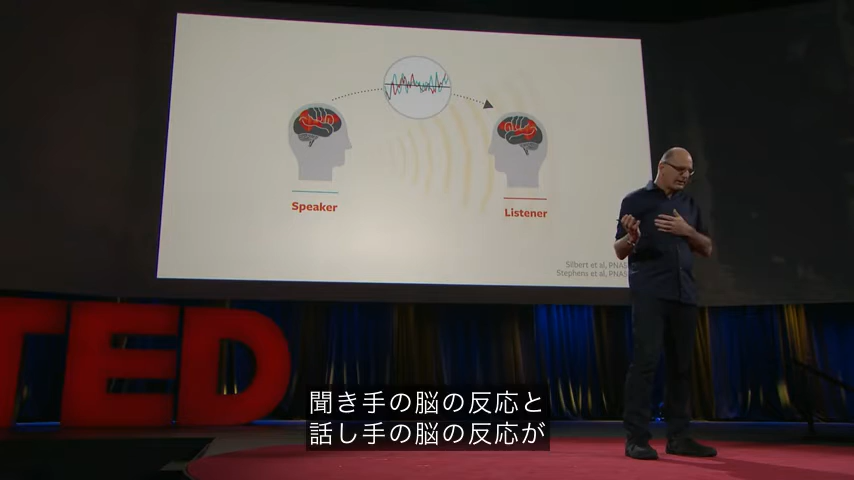 Speaker
Listener
Silbert et al, PNAS
Stephens et al, PNAS
TED
聞き手の脳の反応と
話し手の脳の反応が